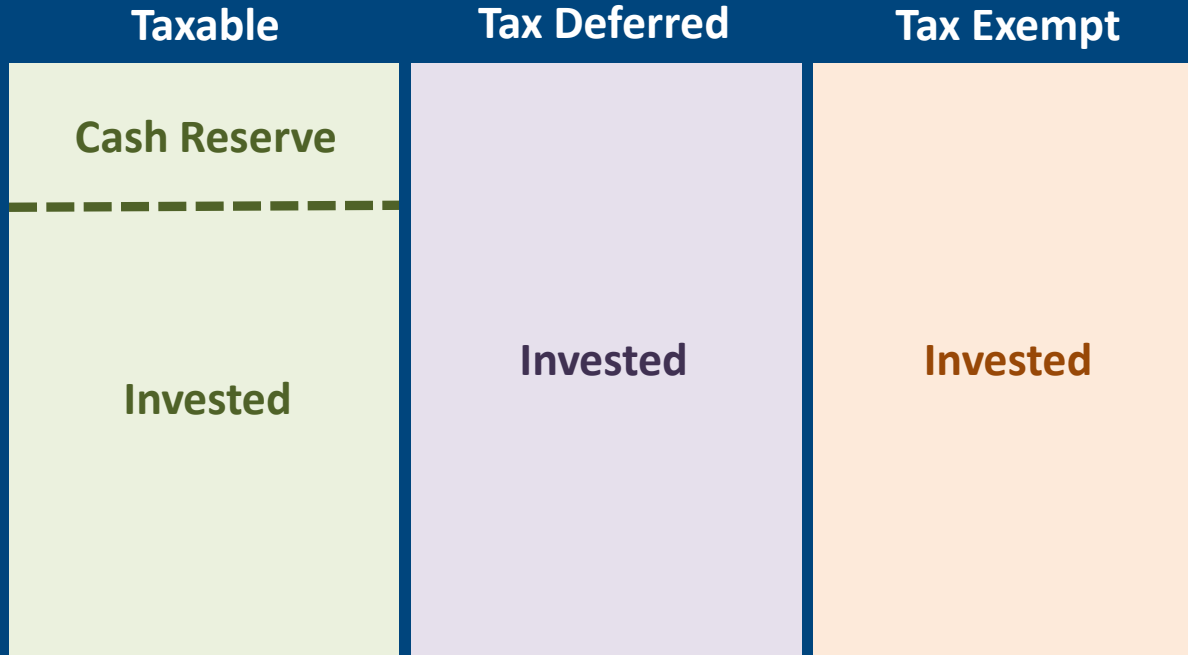 Taxable
Tax Deferred
Tax Exempt
Cash Reserve
Invested
Invested
Invested